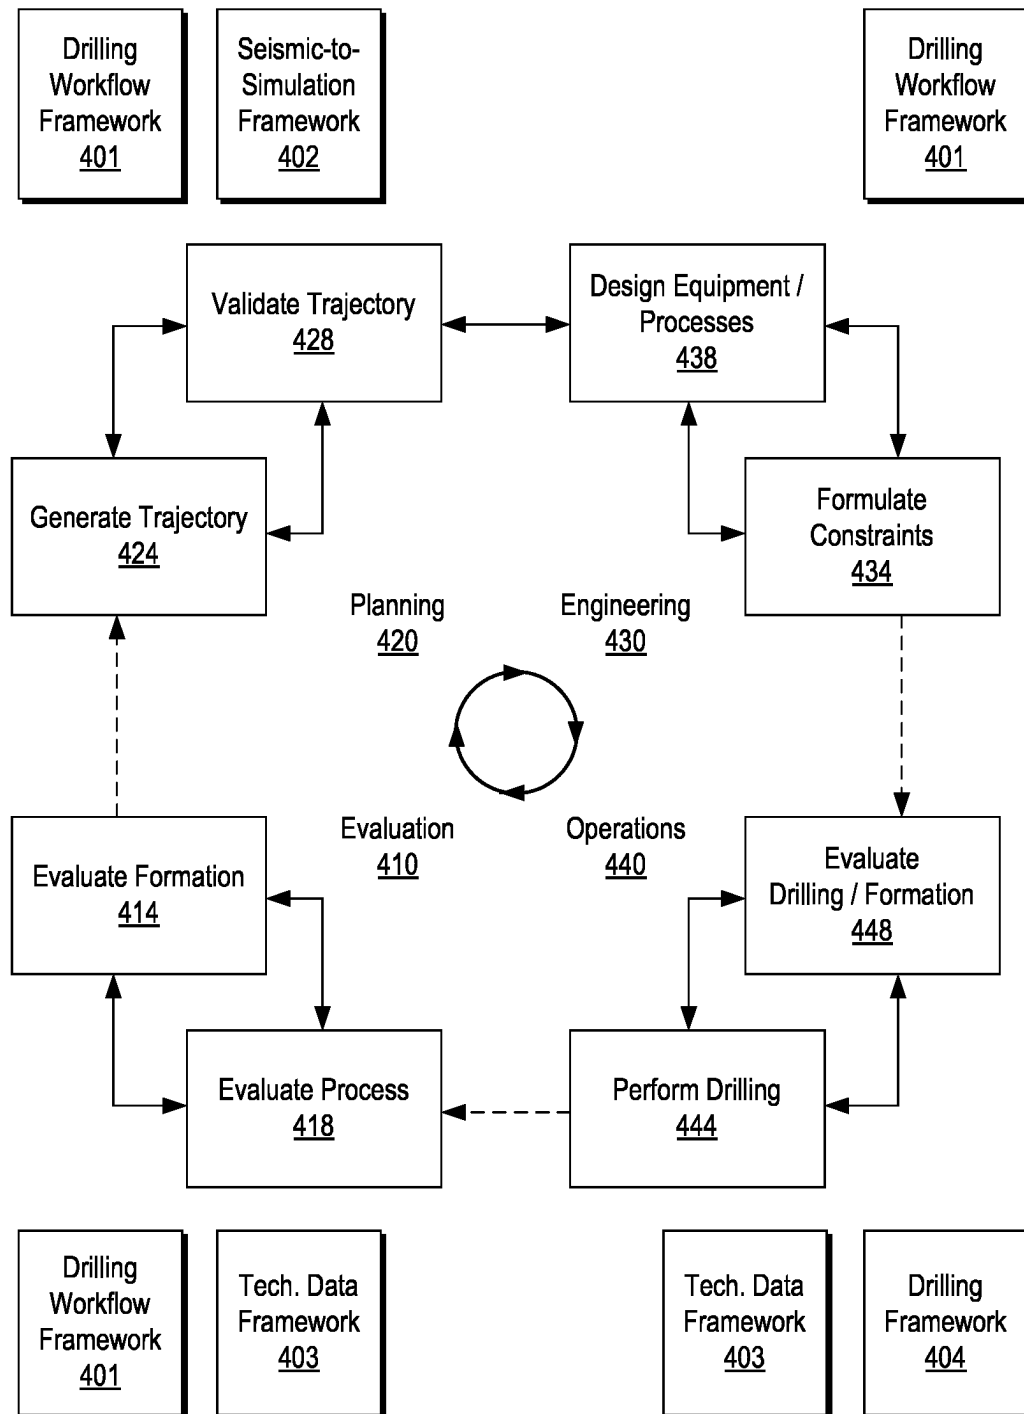 Drilling
Workflow
Framework
401
Seismic-to-
Simulation
Framework
402
Drilling
Workflow
Framework
401
Validate Trajectory
428
Design Equipment /
Processes
438
Generate Trajectory
424
Formulate
Constraints
434
Planning
420
Engineering
430
Evaluation
410
Operations
440
Evaluate Formation
414
Evaluate
Drilling / Formation
448
Evaluate Process
418
Perform Drilling
444
Drilling
Workflow
Framework
401
Tech. Data
Framework
403
Tech. Data
Framework
403
Drilling
Framework
404